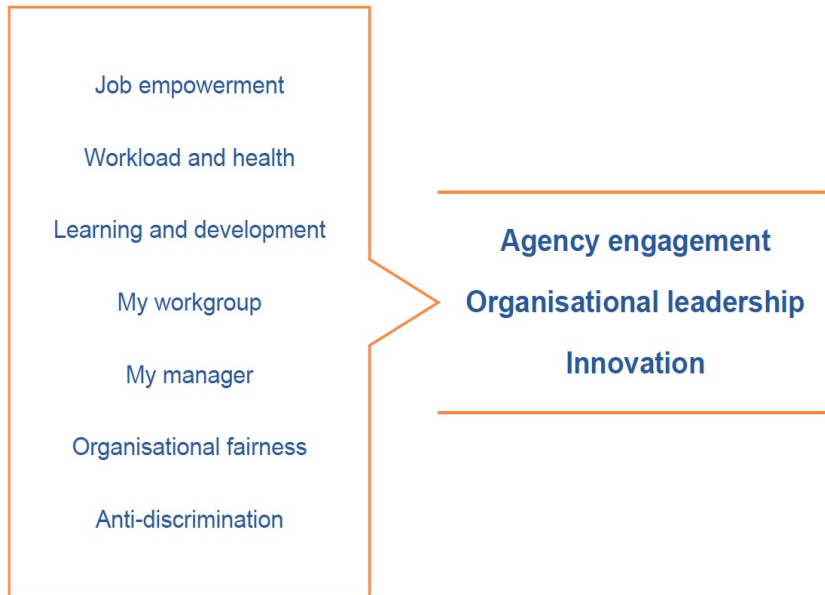 Job empowerment
Workload and health
Learning and development
My workgroup
My manager
Organisational fairness
Anti-discrimination
Agency engagement
Organisational leadership
Innovation